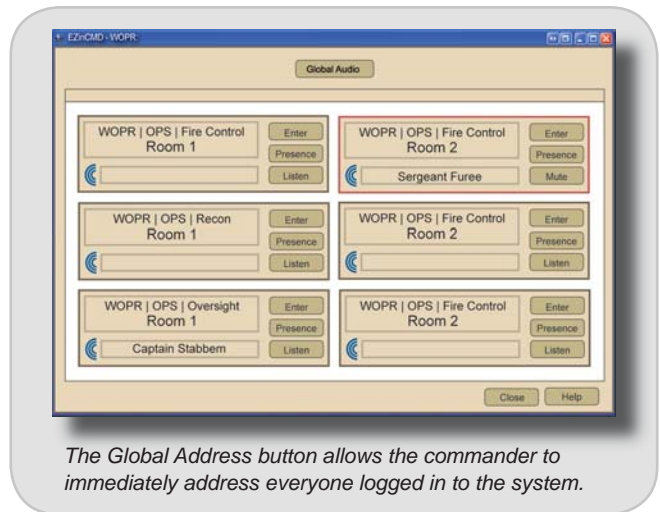 EZinCMD - WOPR:
Global Audio
WOPR | OPS | Fire Control
Room 1
Enter
Presence
Listen
WOPR | OPS | Fire Control
Room 2
Enter
Presence
Sergeant Furee
Mute
WOPR | OPS | Recon
Room 1
Enter
Presence
Listen
WOPR | OPS | Fire Control
Room 2
Enter
Presence
Listen
WOPR | OPS | Oversight
Room 1
Enter
Presence
Captain Stabbem
Listen
WOPR | OPS | Fire Control
Room 2
Enter
Presence
Listen
Close
Help
The Global Address button allows the commander to
immediately address everyone logged in to the system.